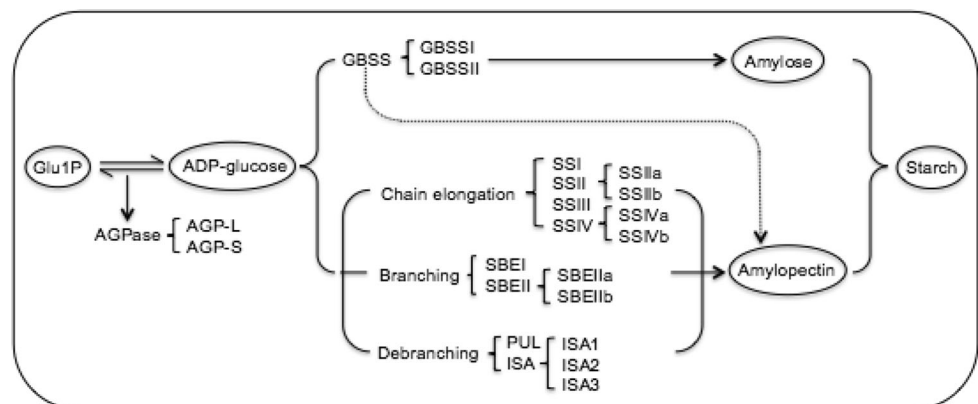 GBSS
GBSSI
GBSSII
Amylose
Glu1P
ADP-glucose
AGPase
AGP-L
AGP-S
Chain elongation
SSI
SSII
SSIII
SSIV
SSIIa
SSIIb
SSIVa
SSIVb
Branching
SBEI
SBEII
SBEIIa
SBEIIb
Debranching
PUL
ISA
ISA1
ISA2
ISA3
Amylopectin
Starch